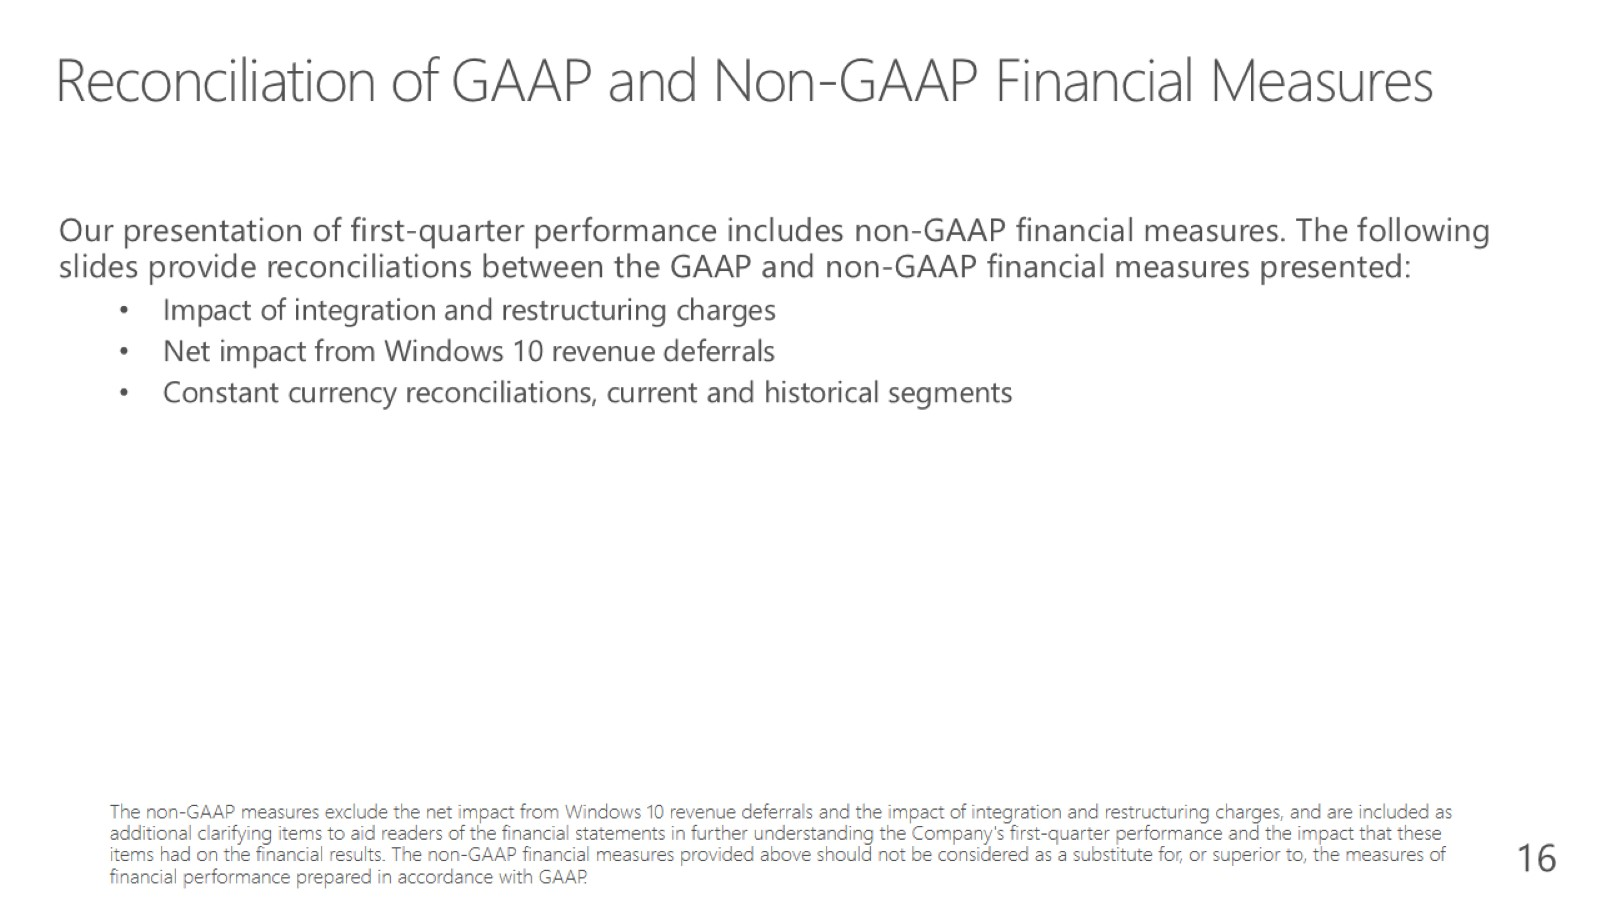 Reconciliation of GAAP and Non-GAAP Financial Measures
Our presentation of first-quarter performance includes non-GAAP financial measures. The following
slides provide reconciliations between the GAAP and non-GAAP financial measures presented:
• Impact of integration and restructuring charges
• Net impact from Windows 10 revenue deferrals
• Constant currency reconciliations, current and historical segments
The non-GAAP measures exclude the net impact from Windows 10 revenue deferrals and the impact of integration and restructuring charges, and are included as
additional clarifying items to aid readers of the financial statements in further understanding the Company's first-quarter performance and the impact that these
items had on the financial results. The non-GAAP financial measures provided above should not be considered as a substitute for, or superior to, the measures of
financial performance prepared in accordance with GAAP.
16